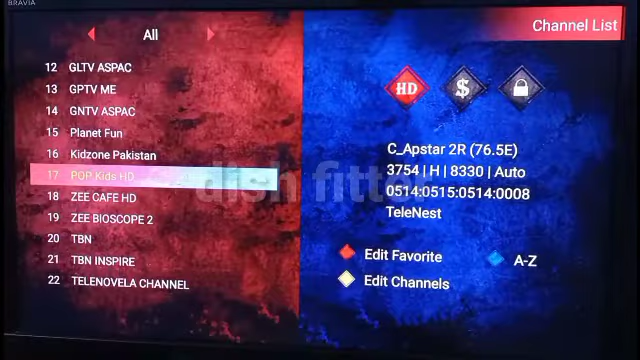 BRAVIA
Channel List
All
12 GLTV ASPAC
13 GPTV ME
14 GNTV ASPAC
15 Planet Fun
16 Kidzone Pakistan
17 POP Kids HD
18 ZEE CAFE HD
19 ZEE BIOSCOPE 2
20 TBN
21 TBN INSPIRE
22 TELENOVELA CHANNEL
HD
$
C_Apstar 2R (76.5E)
3754 | H | 8330 | Auto
0514:0515:0514:0008
TeleNest
Edit Favorite
A-Z
Edit Channels
dish fitter